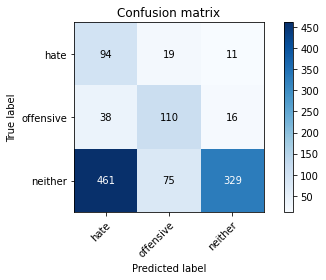 Confusion matrix
True label
hate 94 19 11
offensive 38 110 16
neither 461 75 329
hate offensive neither
Predicted label
450
400
350
300
250
200
150
100
50